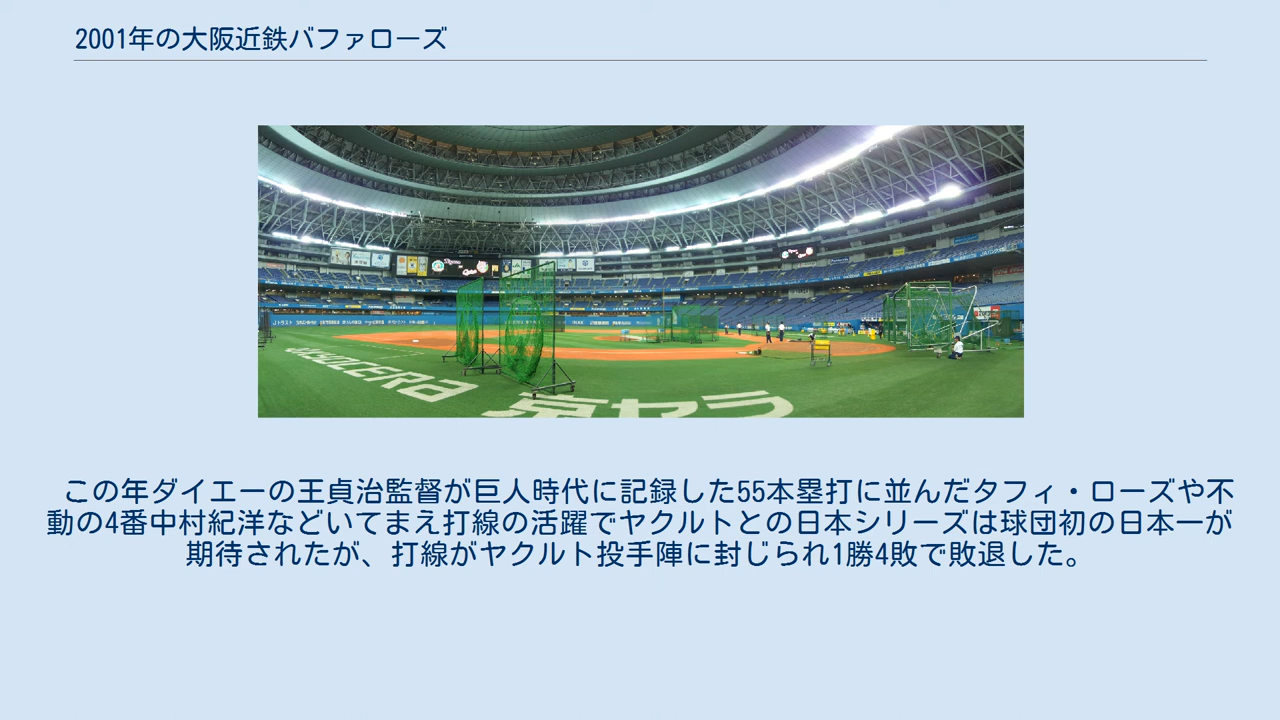 2001年の大阪近鉄バファローズ
KYOCERA
京セラ
この年ダイエーの王貞治監督が巨人時代に記録した55本塁打に並んだタフィ・ローズや不
動の4番中村紀洋などいてまえ打線の活躍でヤクルトとの日本シリーズは球団初の日本一が
期待されたが、打線がヤクルト投手陣に封じられ1勝4敗で敗退した。